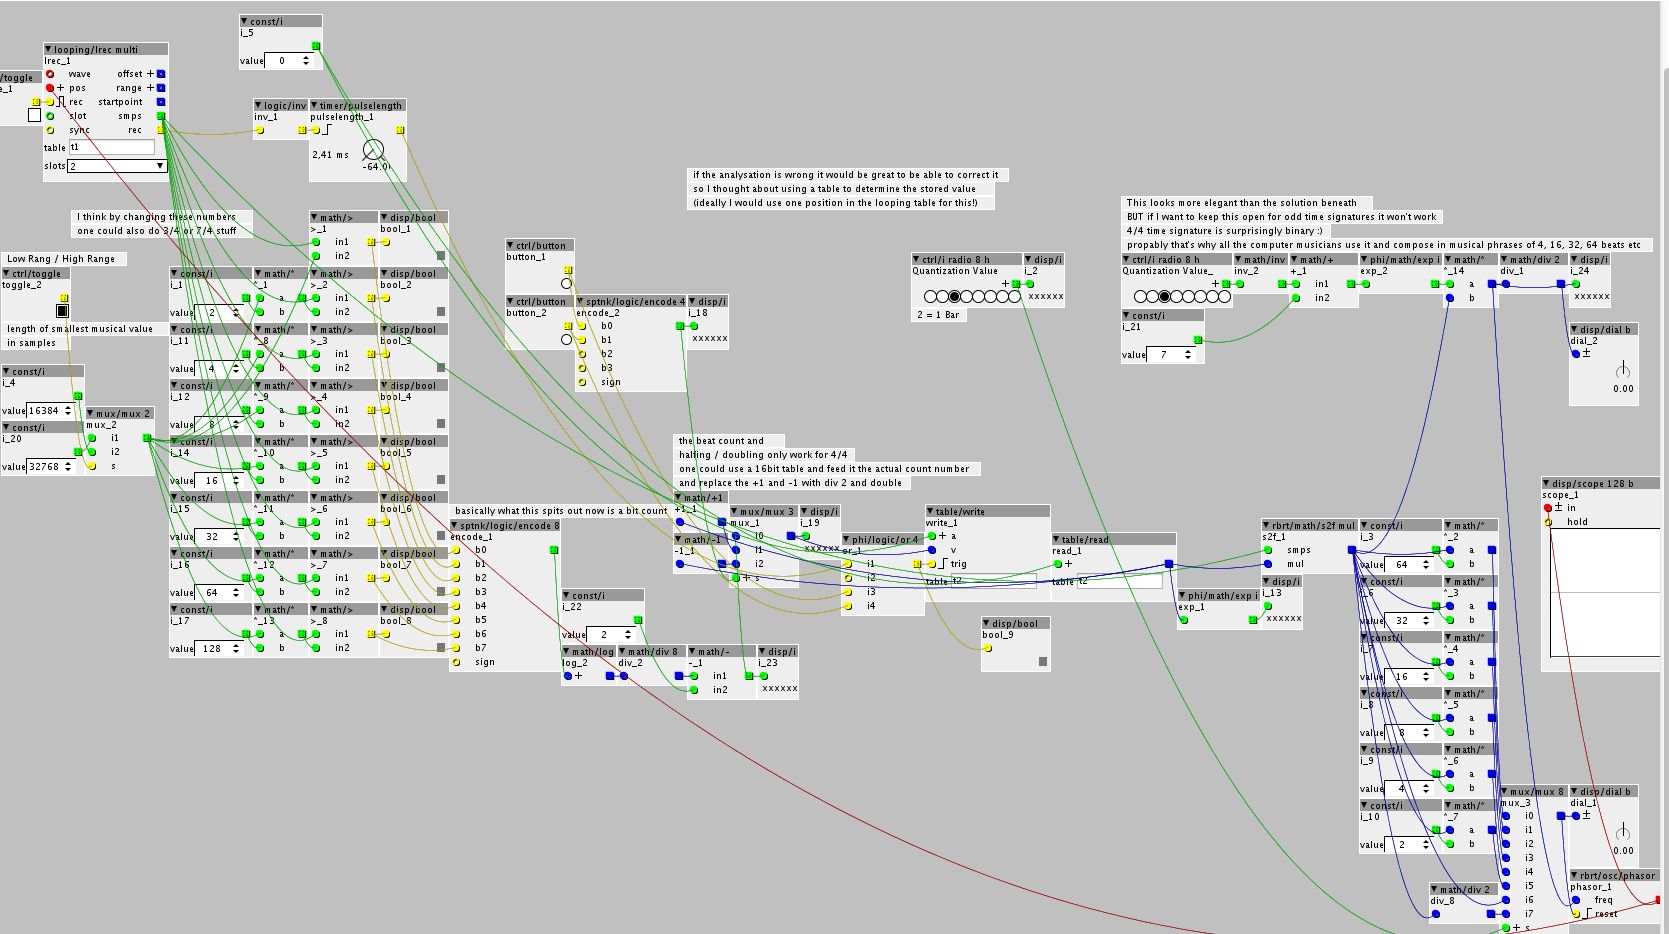 const/i
i_5
value 0
looping/lrec multi
lrec_1
wave offset +
+ pos range +
rec startpoint
slot smps
sync rec
table t1
slots 2
/toggle
e_1
logic/inv
inv_1
timer/pulselength
pulselength_1
2,41 ms
-64.0
I think by changing these numbers
one could also do 3/4 or 7/4 stuff
Low Rang / High Range
ctrl/toggle
toggle_2
length of smallest musical value
in samples
const/i
i_4
value 16384
const/i
i_20
value 32768
mux/mux 2
mux_2
i1
i2
s
math/>
>_1
in1
in2
disp/bool
bool_1
const/i
i_1
value 2
math/*
a
b
math/>
in1
in2
disp/bool
bool_2
const/i
i_11
value 4
math/*
*_8
a
b
math/>
>_3
in1
in2
disp/bool
bool_3
const/i
i_12
value 8
math/*
*_9
a
b
math/>
>_4
in1
in2
disp/bool
bool_4
const/i
i_14
value 16
math/*
*_10
a
b
math/>
>_5
in1
in2
disp/bool
bool_5
const/i
i_15
value 32
math/*
*_11
a
b
math/>
>_6
in1
in2
disp/bool
bool_6
const/i
i_16
value 64
math/*
*_12
a
b
math/>
>_7
in1
in2
disp/bool
bool_7
const/i
i_17
value 128
math/*
*_13
a
b
math/>
>_8
in1
in2
disp/bool
bool_8
if the analysation is wrong it would be great to be able to correct it
so I thought about using a table to determine the stored value
(ideally I would use one position in the looping table for this!)
ctrl/button
button_1
ctrl/button
button_2
sptnk/logic/encode 4
encode_2
b0
b1
b2
b3
sign
disp/i
i_18
xxxxxx
the beat count and
halfing / doubling only work for 4/4
one could use a 16bit table and feed it the actual count number
and replace the +1 and -1 with div 2 and double
basically what this spits out now is a bit count
sptnk/logic/encode 8
encode_1
b0
b1
b2
b3
b4
b5
b6
b7
sign
math/+1
+1_1
math/-1
-1_1
mux/mux 3
mux_1
i0
i1
i2
+ s
disp/i
i_19
xxxxxx
phi/logic/or 4
or_1
i1
i2
i3
i4
table/write
write_1
+ a
v
trig
table t2
table/read
read_1
+
table t2
disp/bool
bool_9
const/i
i_22
value 2
math/log
log_2
+
math/div 8
div_2
math/-
-_1
in1
in2
disp/i
i_23
xxxxxx
phi/math/exp i
exp_1
disp/i
i_13
xxxxxx
ctrl/i radio 8 h
Quantization Value
+
2 = 1 Bar
disp/i
i_2
xxxxxx
This looks more elegant than the solution beneath
BUT if I want to keep this open for odd time signatures it won't work
4/4 time signature is surprisingly binary :)
propably that's why all the computer musicians use it and compose in musical phrases of 4, 16, 32, 64 beats etc
ctrl/i radio 8 h
Quantization Value_
+
const/i
i_21
value 7
math/inv
inv_2
math/+
+_1
in1
in2
phi/math/exp i
exp_2
math/*
*_14
a
b
math/div 2
div_1
disp/i
i_24
xxxxxx
disp/dial b
dial_2
±
0.00
disp/scope 128 b
scope_1
± in
hold
rbrt/math/s2f mul
s2f_1
smps
mul
const/i
i_3
value 64
math/*
*_2
a
b
const/i
i_6
value 32
math/*
*_3
a
b
const/i
i_7
value 16
math/*
*_4
a
b
const/i
i_8
value 8
math/*
*_5
a
b
const/i
i_9
value 4
math/*
*_6
a
b
const/i
i_10
value 2
math/*
*_7
a
b
math/div 2
div_8
mux/mux 8
mux_3
i0
i1
i2
i3
i4
i5
i6
i7
+ s
disp/dial b
dial_1
±
0.00
rbrt/osc/phasor
phasor_1
freq
reset